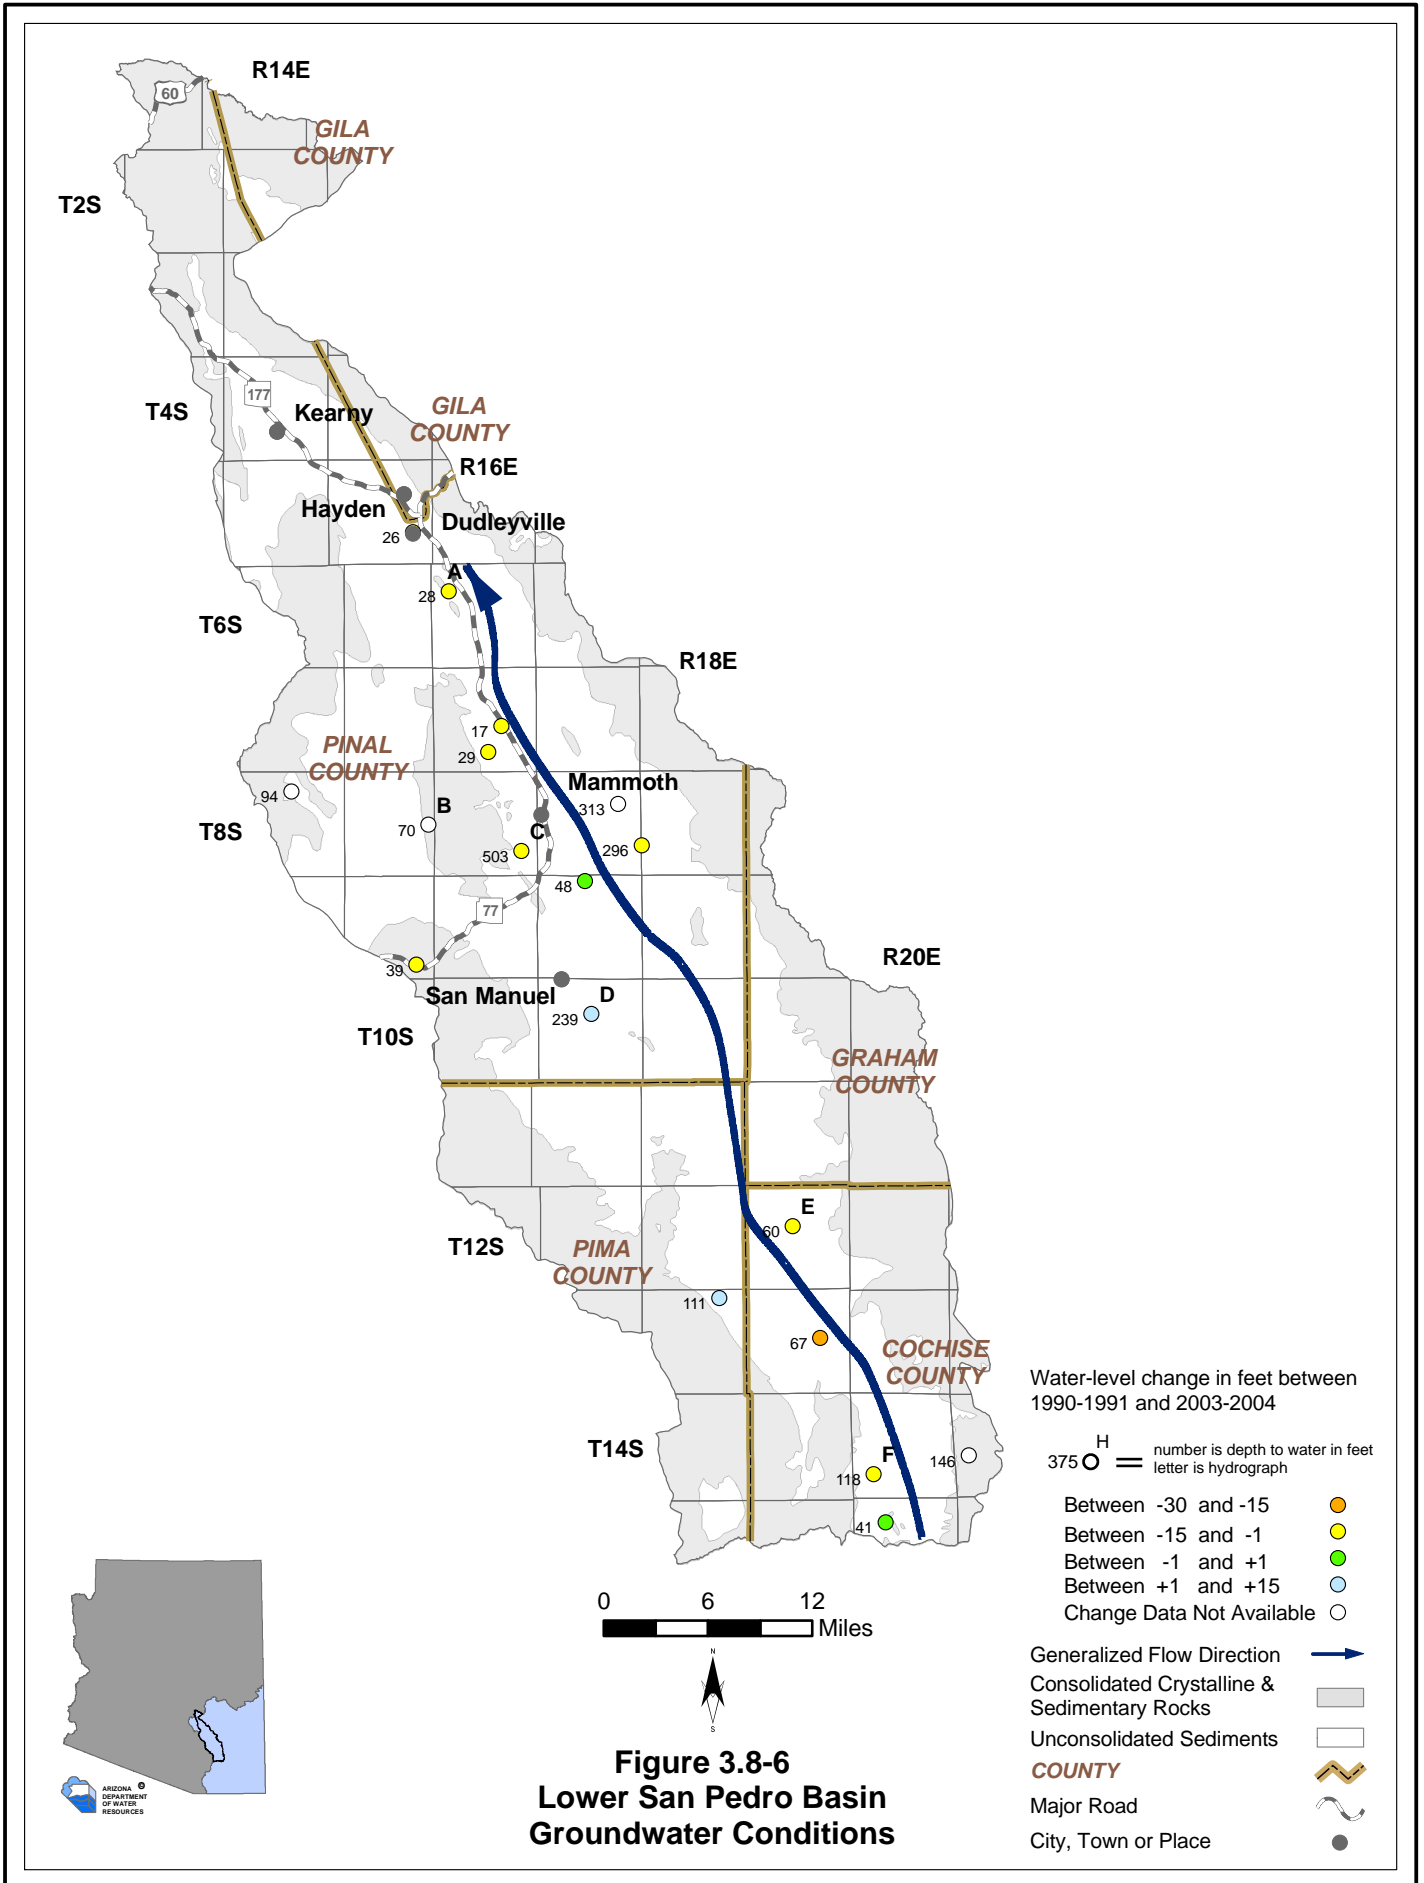 R14E
60
GILA
COUNTY
T2S
177
T4S
Kearny
GILA
COUNTY
R16E
Hayden
Dudleyville
26
A
28
T6S
R18E
17
29
PINAL
COUNTY
Mammoth
94
B
313
70
T8S
C
503
296
48
77
R20E
39
San Manuel
D
239
T10S
GRAHAM
COUNTY
E
60
T12S
PIMA
COUNTY
111
67
COCHISE
COUNTY
T14S
F
146
118
41
Water-level change in feet between
1990-1991 and 2003-2004
H
375
number is depth to water in feet
letter is hydrograph
Between -30 and -15
Between -15 and -1
Between -1 and +1
Between +1 and +15
Change Data Not Available
Generalized Flow Direction
Consolidated Crystalline &
Sedimentary Rocks
Unconsolidated Sediments
COUNTY
Major Road
City, Town or Place
0 6 12
Miles
N
S
Figure 3.8-6
Lower San Pedro Basin
Groundwater Conditions
ARIZONA
DEPARTMENT
OF WATER
RESOURCES